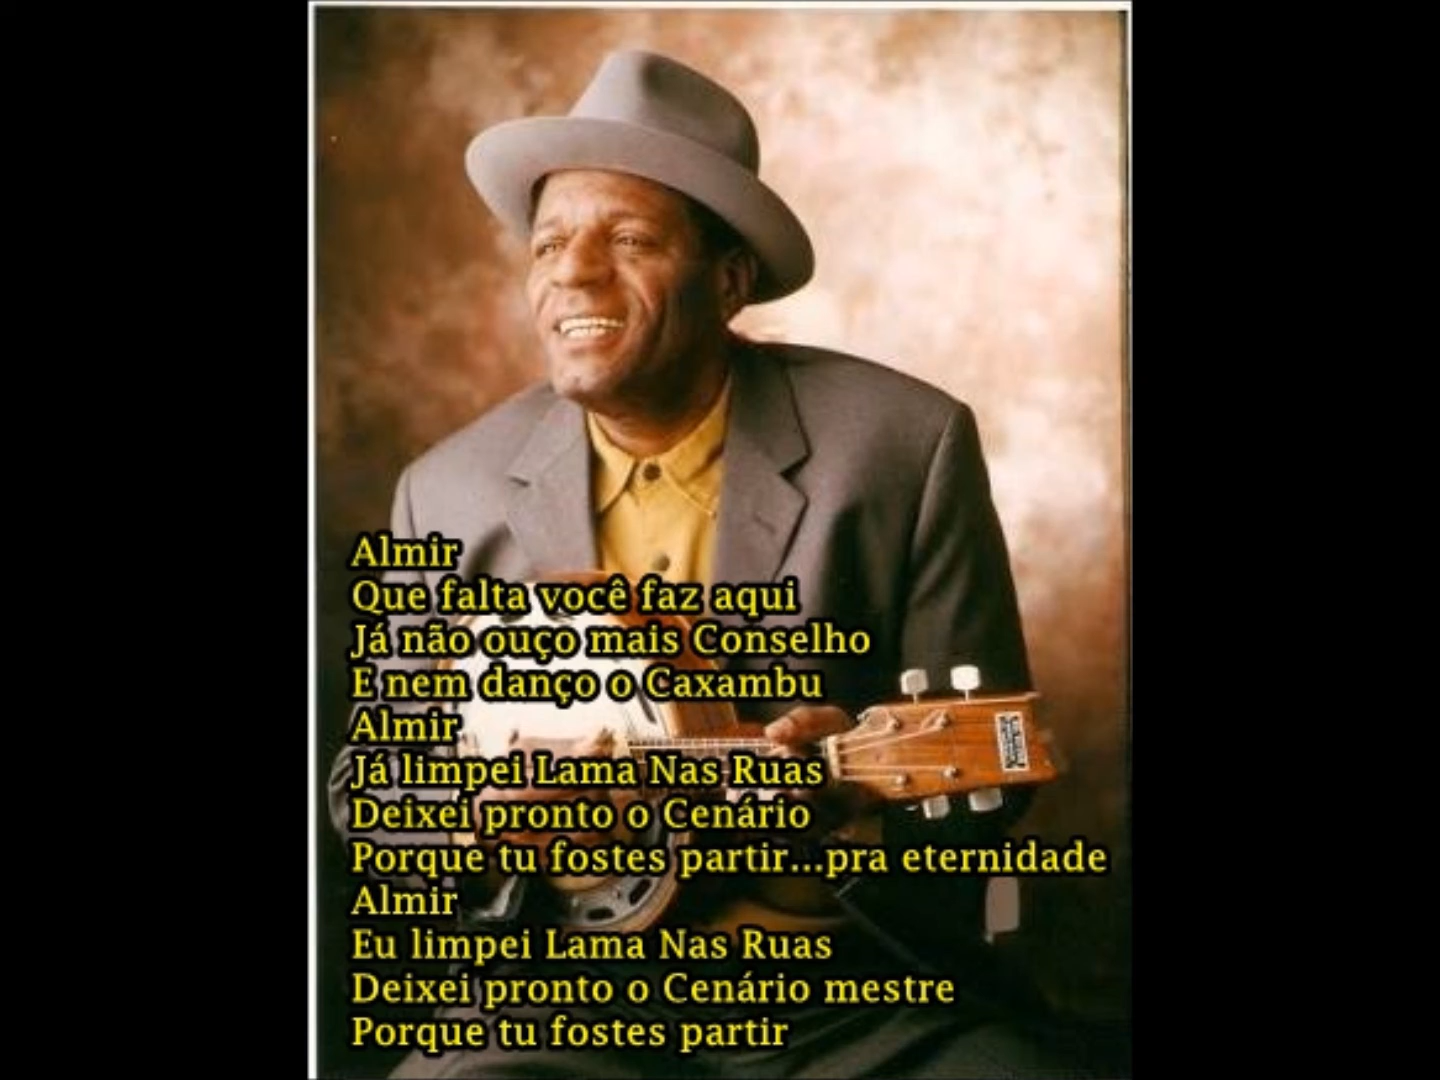 Almir
Que falta você faz aqui
Já não ouço mais Conselho
E nem danço o Caxambu
Almir
Já limpei Lama Nas Ruas
Deixei pronto o Cenário
Porque tu fostes partir...pra eternidade
Almir
Eu limpei Lama Nas Ruas
Deixei pronto o Cenário mestre
Porque tu fostes partir